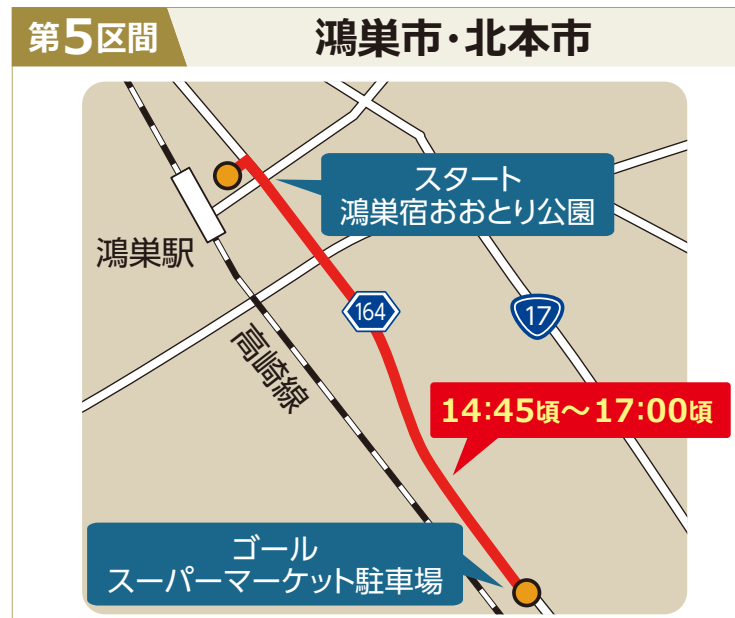 第5区間
鴻巣市・北本市
スタート
鴻巣宿おおとり公園
鴻巣駅
164
17
高崎線
14:45頃～17:00頃
ゴール
スーパーマーケット駐車場